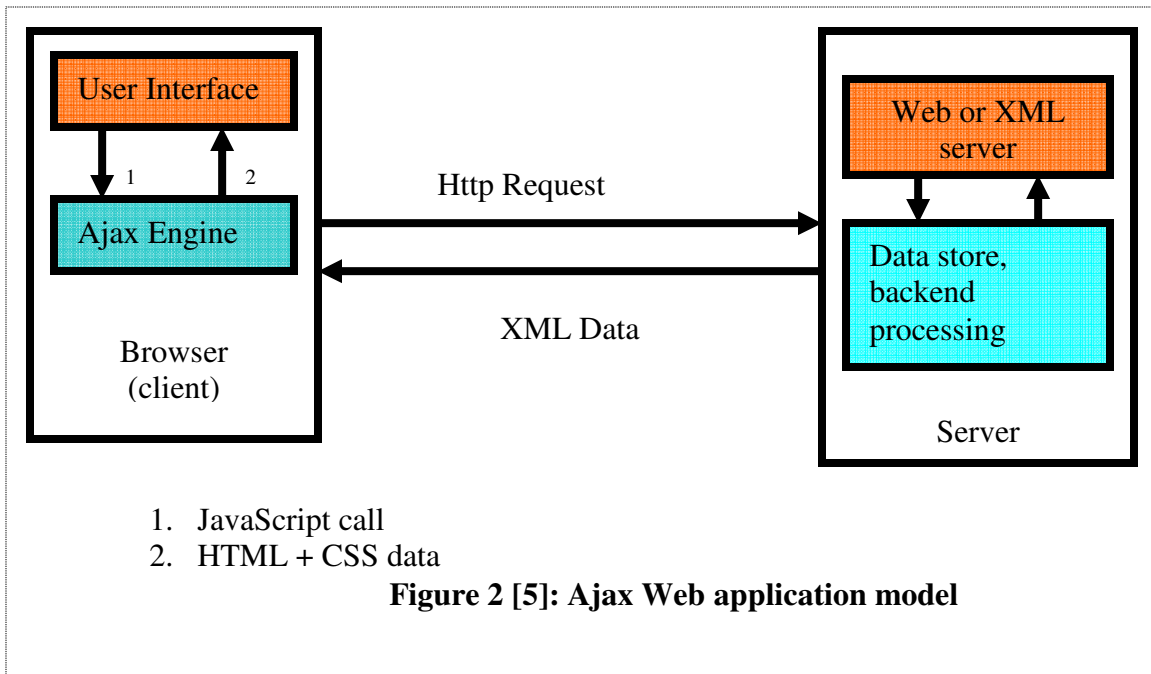 User Interface
1
2
Ajax Engine
Browser
(client)
Http Request
XML Data
Web or XML
server
Data store,
backend
processing
Server
1. JavaScript call
2. HTML + CSS data
Figure 2 [5]: Ajax Web application model